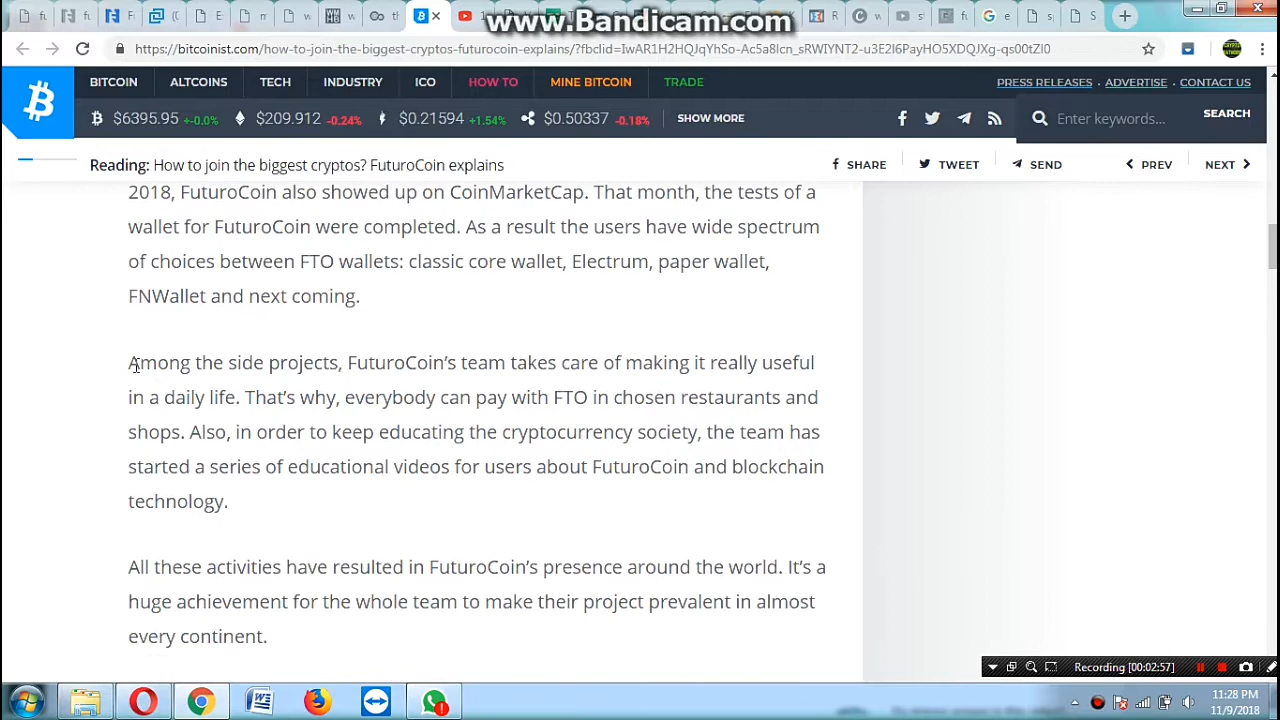 www.Bandicam.com
https://bitcoinist.com/how-to-join-the-biggest-cryptos-futurocoin-explains/?fbclid=IwAR1H2HQJqYhSo-Ac5a8lcn_sRWIYNT2-u3E2l6PayHO5XDQJXg-qs00tZl0
BITCOIN ALTCOINS TECH INDUSTRY ICO HOW TO MINE BITCOIN TRADE PRESS RELEASES . ADVERTISE . CONTACT US
$6395.95 +-0.0% $209.912 -0.24% $0.21594 +1.54% $0.50337 -0.18% SHOW MORE Enter keywords... SEARCH
Reading: How to join the biggest cryptos? FuturoCoin explains SHARE TWEET SEND PREV NEXT
2018, FuturoCoin also showed up on CoinMarketCap. That month, the tests of a
wallet for FuturoCoin were completed. As a result the users have wide spectrum
of choices between FTO wallets: classic core wallet, Electrum, paper wallet,
FNWallet and next coming.
Among the side projects, FuturoCoin’s team takes care of making it really useful
in a daily life. That’s why, everybody can pay with FTO in chosen restaurants and
shops. Also, in order to keep educating the cryptocurrency society, the team has
started a series of educational videos for users about FuturoCoin and blockchain
technology.
All these activities have resulted in FuturoCoin’s presence around the world. It’s a
huge achievement for the whole team to make their project prevalent in almost
every continent.
Recording [00:02:57]
11:28 PM
11/9/2018